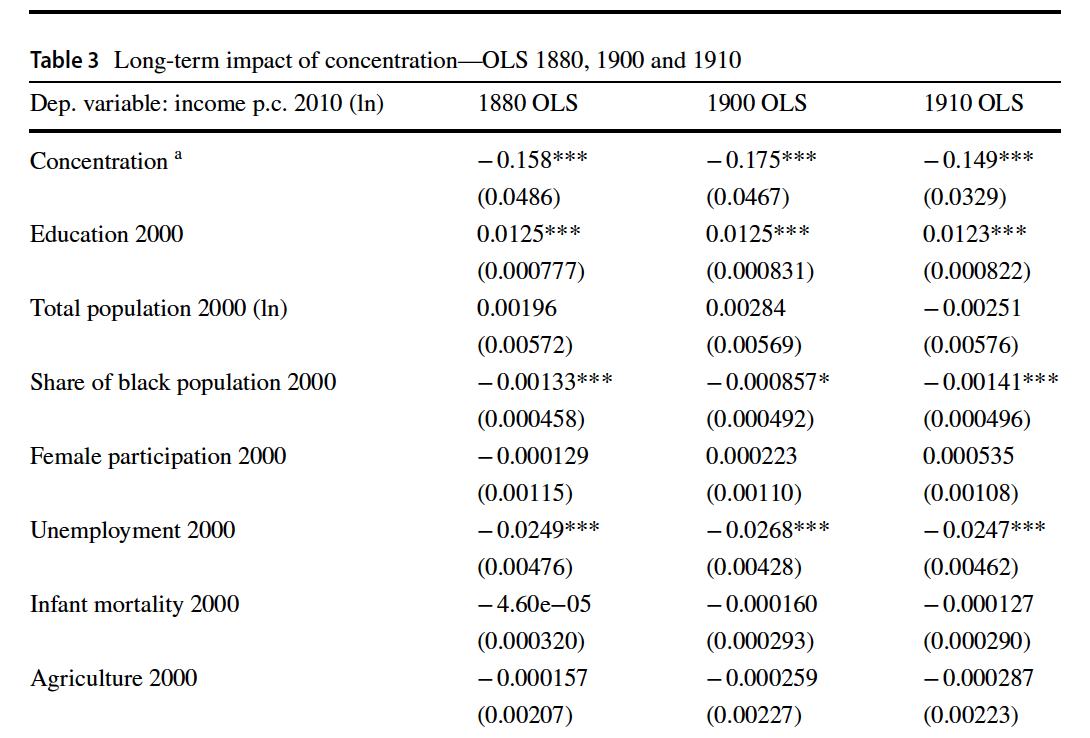 Table 3 Long-term impact of concentration—OLS 1880, 1900 and 1910
Dep. variable: income p.c. 2010 (ln) 1880 OLS 1900 OLS 1910 OLS
Concentration a − 0.158*** − 0.175*** − 0.149***
(0.0486) (0.0467) (0.0329)
Education 2000 0.0125*** 0.0125*** 0.0123***
(0.000777) (0.000831) (0.000822)
Total population 2000 (ln) 0.00196 0.00284 − 0.00251
(0.00572) (0.00569) (0.00576)
Share of black population 2000 − 0.00133*** − 0.000857* − 0.00141***
(0.000458) (0.000492) (0.000496)
Female participation 2000 − 0.000129 0.000223 0.000535
(0.00115) (0.00110) (0.00108)
Unemployment 2000 − 0.0249*** − 0.0268*** − 0.0247***
(0.00476) (0.00428) (0.00462)
Infant mortality 2000 − 4.60e−05 − 0.000160 − 0.000127
(0.000320) (0.000293) (0.000290)
Agriculture 2000 − 0.000157 − 0.000259 − 0.000287
(0.00207) (0.00227) (0.00223)